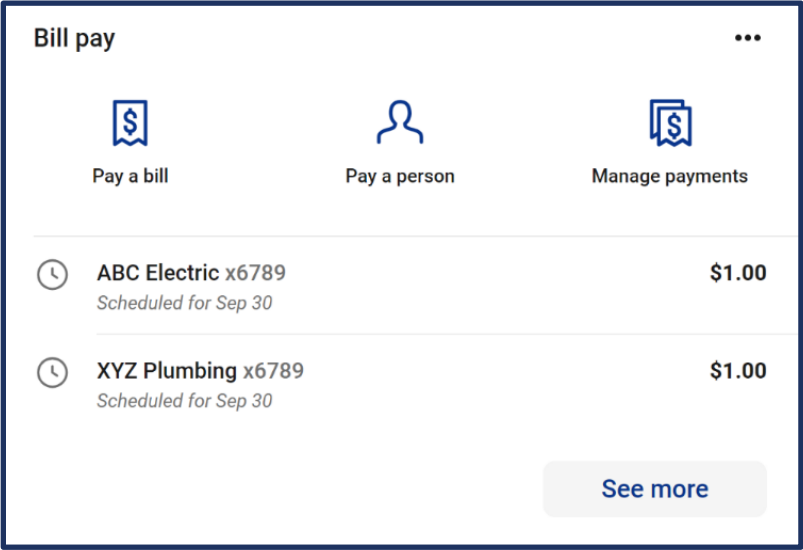 Bill pay
$ $
Pay a bill Pay a person Manage payments
ABC Electric x6789 $1.00
Scheduled for Sep 30
XYZ Plumbing x6789 $1.00
Scheduled for Sep 30
See more